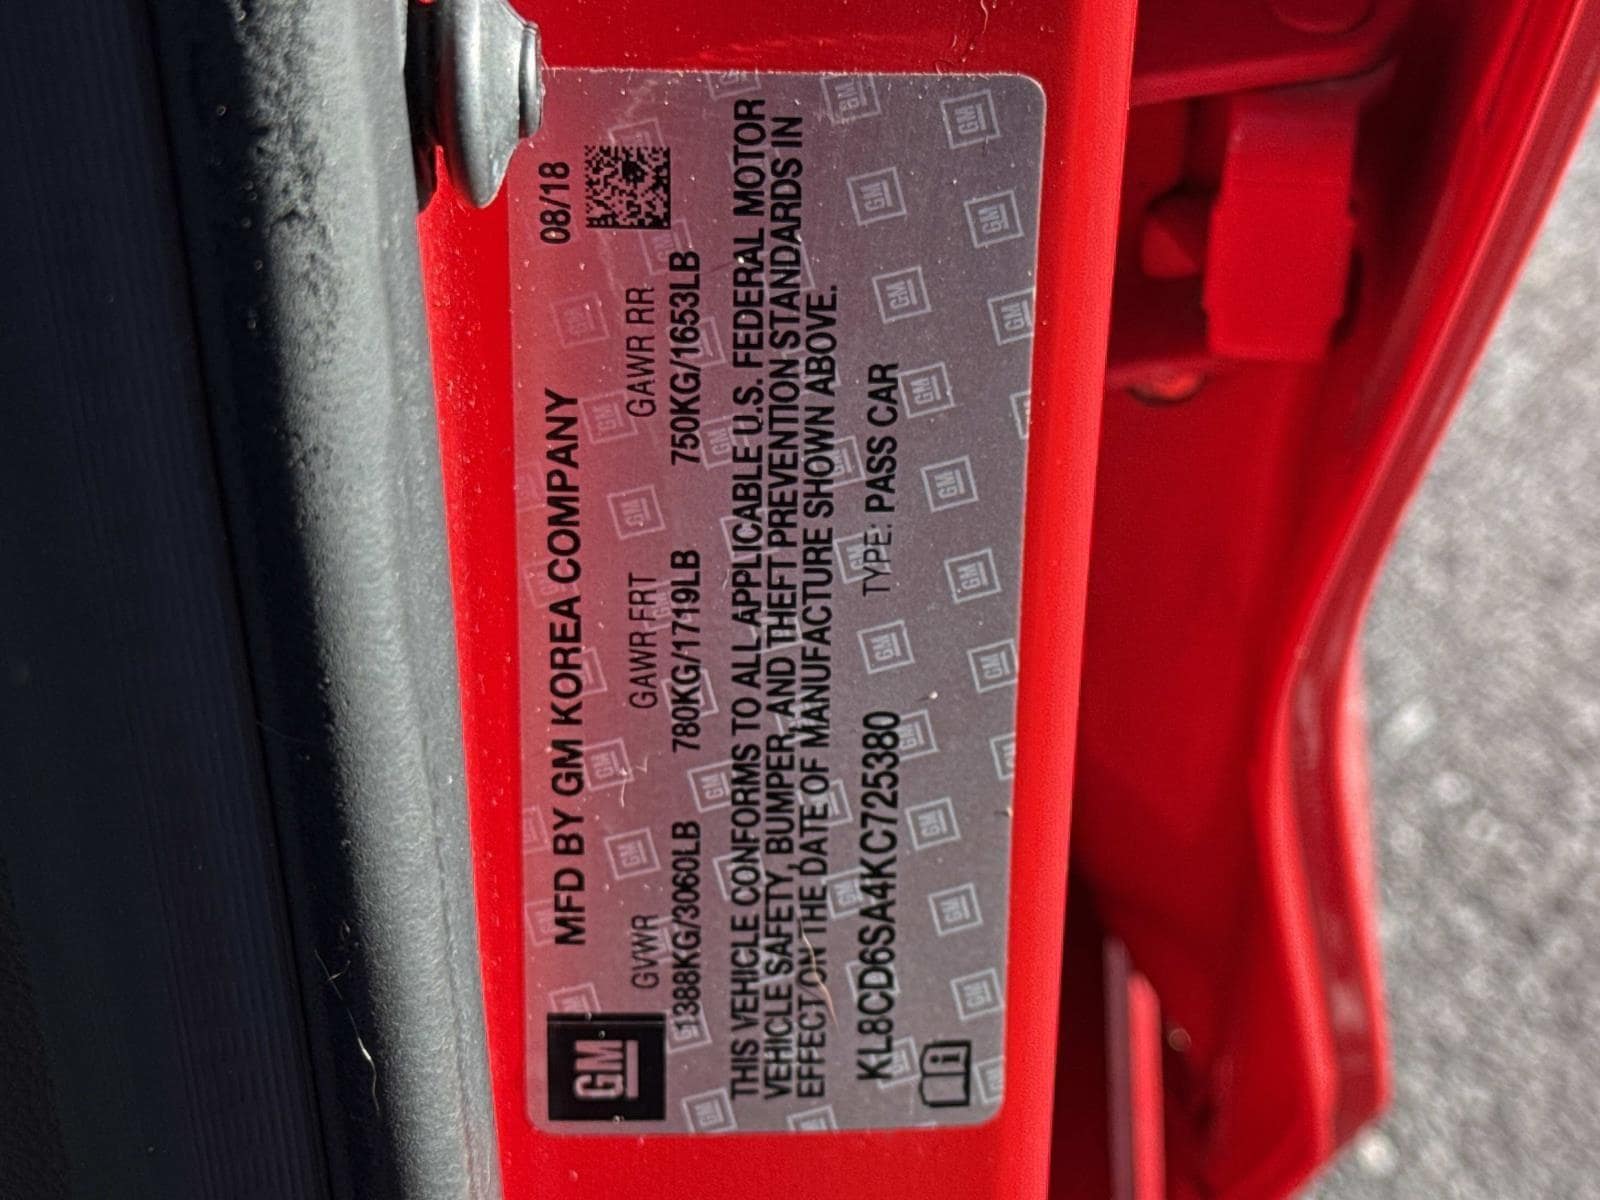 MFD BY GM KOREA COMPANY 08/18
GVWR GAWR FRT GAWR RR
1388KG/3060LB 780KG/1719LB 750KG/1653LB
THIS VEHICLE CONFORMS TO ALL APPLICABLE U.S. FEDERAL MOTOR
VEHICLE SAFETY, BUMPER, AND THEFT PREVENTION STANDARDS IN
EFFECT ON THE DATE OF MANUFACTURE SHOWN ABOVE.
KL8CD6SA4KC725380 TYPE: PASS CAR
GM